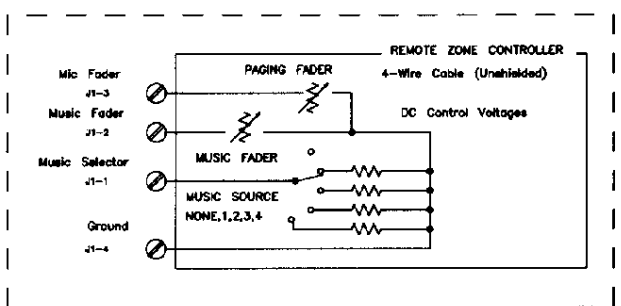 REMOTE ZONE CONTROLLER
Mic Fader
PAGING FADER
4-Wire Cable (Unshielded)
J1-3
Music Fader
DC Control Voltages
J1-2
Music Selector
MUSIC FADER
J1-1
MUSIC SOURCE
NONE,1,2,3,4
Ground
J1-4